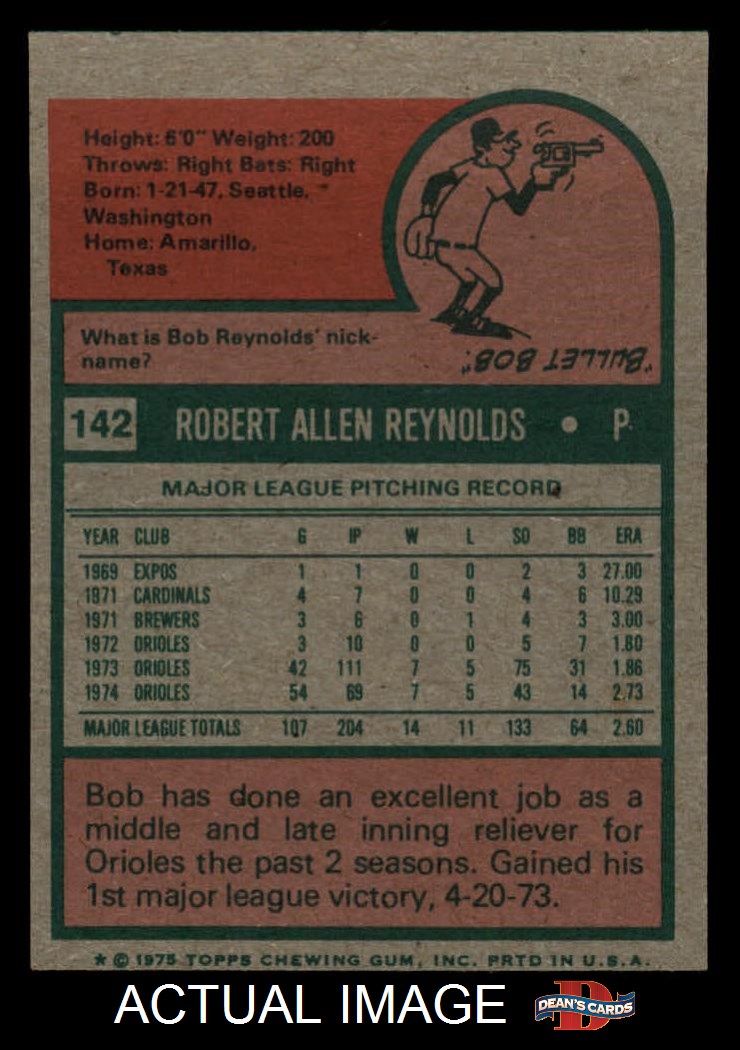 Height: 6'0" Weight: 200
Throws: Right Bats: Right
Born: 1-21-47, Seattle,
Washington
Home: Amarillo,
Texas
What is Bob Reynolds' nick-
name?
"BULLET BOB".
142 ROBERT ALLEN REYNOLDS • P
MAJOR LEAGUE PITCHING RECORD
YEAR CLUB G IP W L SO BB ERA
1969 EXPOS 1 1 0 0 2 3 27.00
1971 CARDINALS 4 7 0 0 4 6 10.29
1971 BREWERS 3 6 0 1 4 3 3.00
1972 ORIOLES 3 10 0 0 5 7 1.80
1973 ORIOLES 42 111 7 5 75 31 1.86
1974 ORIOLES 54 69 7 5 43 14 2.73
MAJOR LEAGUE TOTALS 107 204 14 11 133 64 2.60
Bob has done an excellent job as a
middle and late inning reliever for
Orioles the past 2 seasons. Gained his
1st major league victory, 4-20-73.
* © 1975 TOPPS CHEWING GUM, INC. PRTD IN U.S.A.
ACTUAL IMAGE
D
DEAN'S CARDS